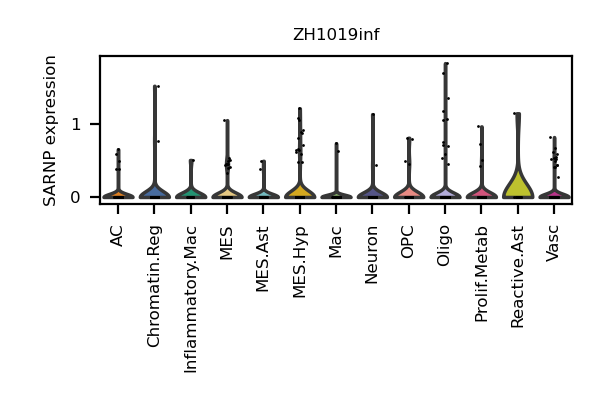 ZH1019inf
SARNP expression
1
0
AC
Chromatin.Reg
Inflammatory.Mac
MES
MES.Ast
MES.Hyp
Mac
Neuron
OPC
Oligo
Prolif.Metab
Reactive.Ast
Vasc